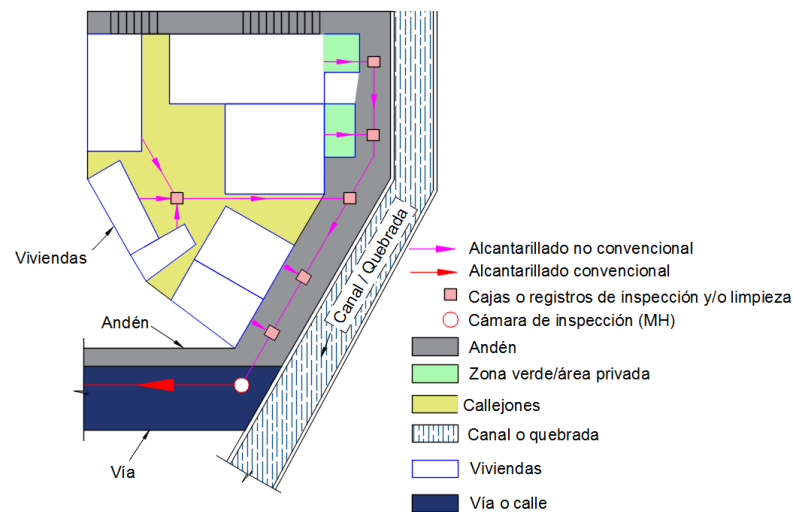 Viviendas
Andén
Vía
Canal / Quebrada
Alcantarillado no convencional
Alcantarillado convencional
Cajas o registros de inspección y/o limpieza
Cámara de inspección (MH)
Andén
Zona verde/área privada
Callejones
Canal o quebrada
Viviendas
Vía o calle